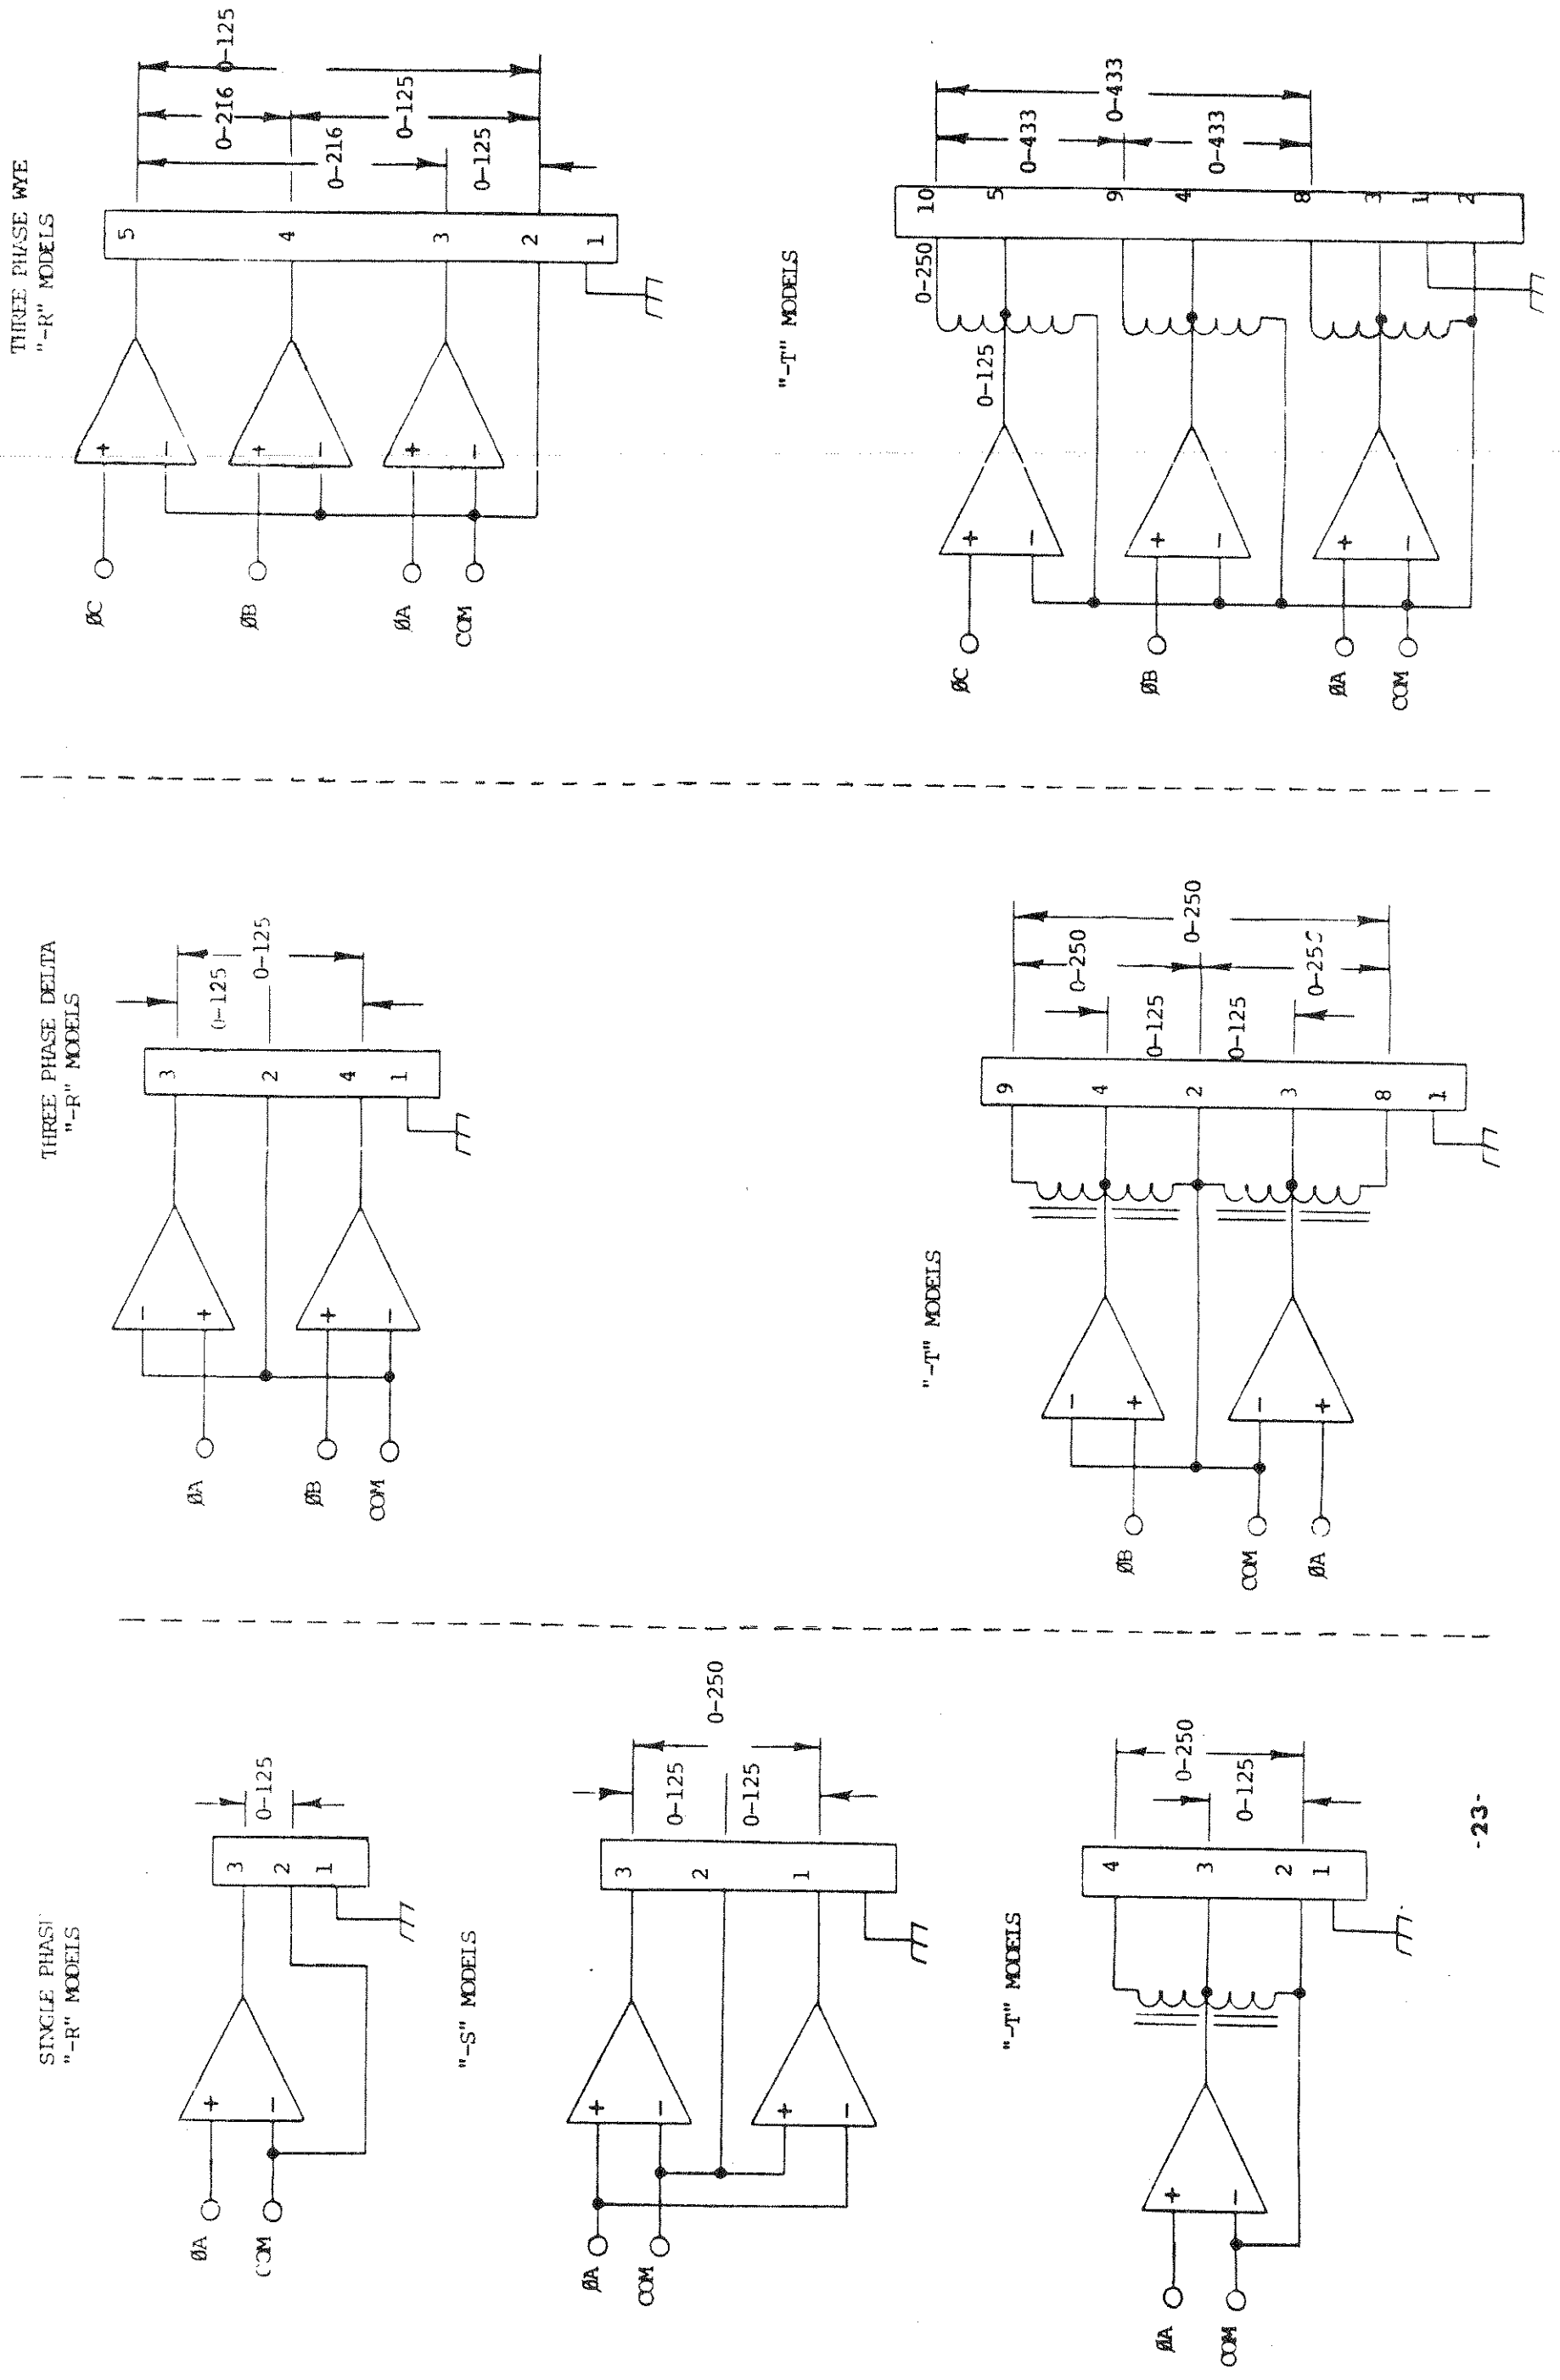 SINGLE PHASE
"-R" MODELS
ØA
COM
+
-
3
2
1
0-125
"-S" MODELS
ØA
COM
+
-
+
-
3
2
1
0-125
0-125
0-250
"-T" MODELS
ØA
COM
+
-
4
3
2
1
0-250
0-125
-23-
THREE PHASE DELTA
"-R" MODELS
ØA
ØB
COM
-
+
+
-
3
2
4
1
0-125
0-125
"-T" MODELS
ØB
COM
ØA
-
+
-
+
9
4
2
3
8
1
0-250
0-125
0-125
0-250
0-250
THREE PHASE WYE
"-R" MODELS
ØC
ØB
ØA
COM
+
-
+
-
+
-
5
4
3
2
1
0-216
0-125
0-216
0-125
0-125
"-T" MODELS
ØC
ØB
ØA
COM
+
-
+
-
+
-
0-125
0-250
10
5
9
4
8
3
1
2
0-433
0-433
0-433